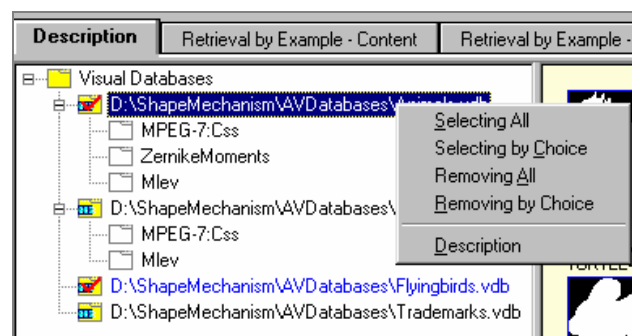 Description
Retrieval by Example - Content
Retrieval by Example -
Visual Databases
D:\ShapeMechanism\AVDatabases\Animals.vdb
MPEG-7:Css
ZernikeMoments
Mlev
D:\ShapeMechanism\AVDatabases\
MPEG-7:Css
Mlev
D:\ShapeMechanism\AVDatabases\Flyingbirds.vdb
D:\ShapeMechanism\AVDatabases\Trademarks.vdb
Selecting All
Selecting by Choice
Removing All
Removing by Choice
Description
TURTLE